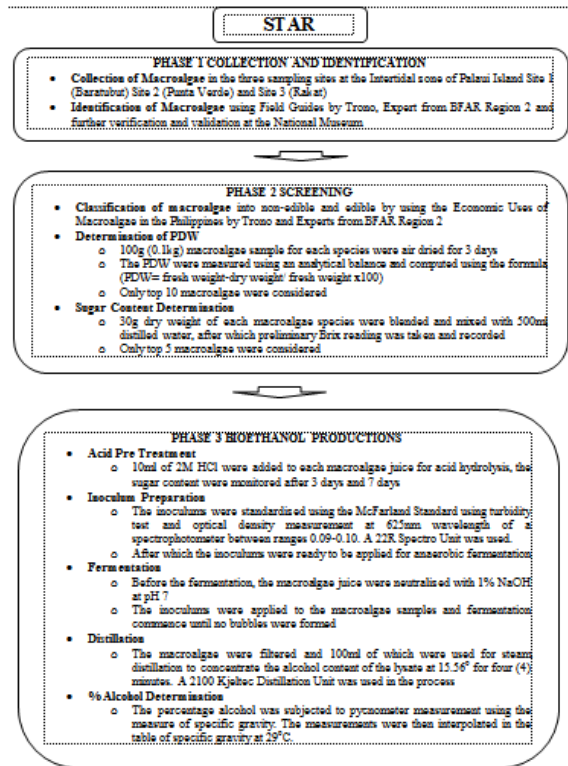 STAR
PHASE 1 COLLECTION AND IDENTIFICATION
• Collection of Macroalgae in the three sampling sites at the Intertidal zone of Palaui Island Site 1
(Baratubut) Site 2 (Punta Verde) and Site 3 (Rakat)
• Identification of Macroalgae using Field Guides by Trono, Expert from BFAR Region 2 and
further verification and validation at the National Museum
PHASE 2 SCREENING
• Classification of macroalgae into non-edible and edible by using the Economic Uses of
Macroalgae in the Philippines by Trono and Experts from BFAR Region 2
• Determination of PDW
o 100g (0.1kg) macroalgae sample for each species were air dried for 3 days
o The PDW were measured using an analytical balance and computed using the formula
(PDW= fresh weight-dry weight/ fresh weight x100)
o Only top 10 macroalgae were considered
• Sugar Content Determination
o 30g dry weight of each macroalgae species were blended and mixed with 500ml
distilled water, after which preliminary Brix reading was taken and recorded
o Only top 5 macroalgae were considered
PHASE 3 BIOETHANOL PRODUCTIONS
• Acid Pre Treatment
o 10ml of 2M HCl were added to each macroalgae juice for acid hydrolysis, the
sugar content were monitored after 3 days and 7 days
• Inoculum Preparation
o The inoculums were standardised using the McFarland Standard using turbidity
test and optical density measurement at 625nm wavelength of a
spectrophotometer between ranges 0.09-0.10. A 22R Spectro Unit was used.
o After which the inoculums were ready to be applied for anaerobic fermentation
• Fermentation
o Before the fermentation, the macroalgae juice were neutralised with 1% NaOH
at pH 7
o The inoculums were applied to the macroalgae samples and fermentation
commence until no bubbles were formed
• Distillation
o The macroalgae were filtered and 100ml of which were used for steam
distillation to concentrate the alcohol content of the lysate at 15.56° for four (4)
minutes. A 2100 Kjeltec Distillation Unit was used in the process
• % Alcohol Determination
o The percentage alcohol was subjected to pycnometer measurement using the
measure of specific gravity. The measurements were then interpolated in the
table of specific gravity at 29°C.